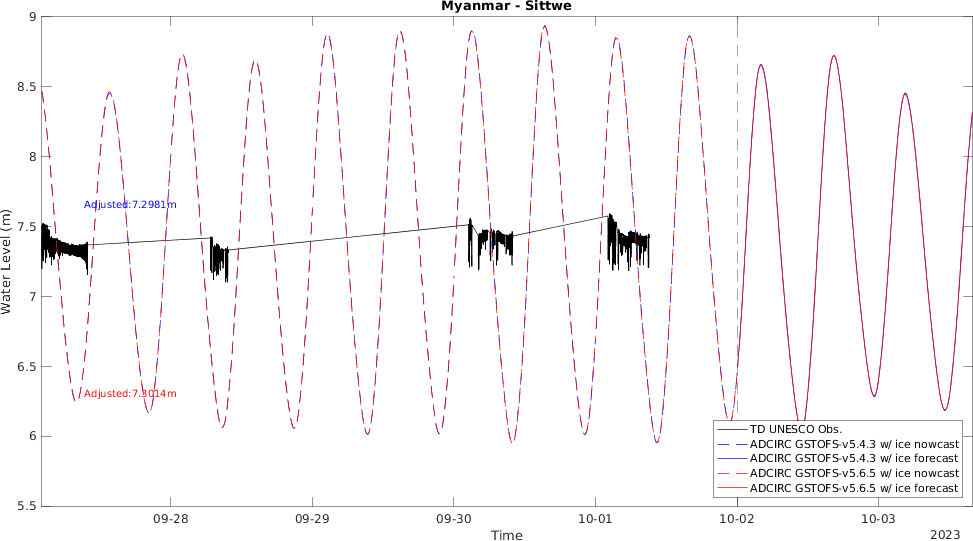 Myanmar - Sittwe
Water Level (m)
9
8.5
8
7.5
7
6.5
6
5.5
Adjusted:7.2981m
Adjusted:7.3014m
TD UNESCO Obs.
ADCIRC GSTOFS-v5.4.3 w/ ice nowcast
ADCIRC GSTOFS-v5.4.3 w/ ice forecast
ADCIRC GSTOFS-v5.6.5 w/ ice nowcast
ADCIRC GSTOFS-v5.6.5 w/ ice forecast
09-28 09-29 09-30 10-01 10-02 10-03
Time
2023